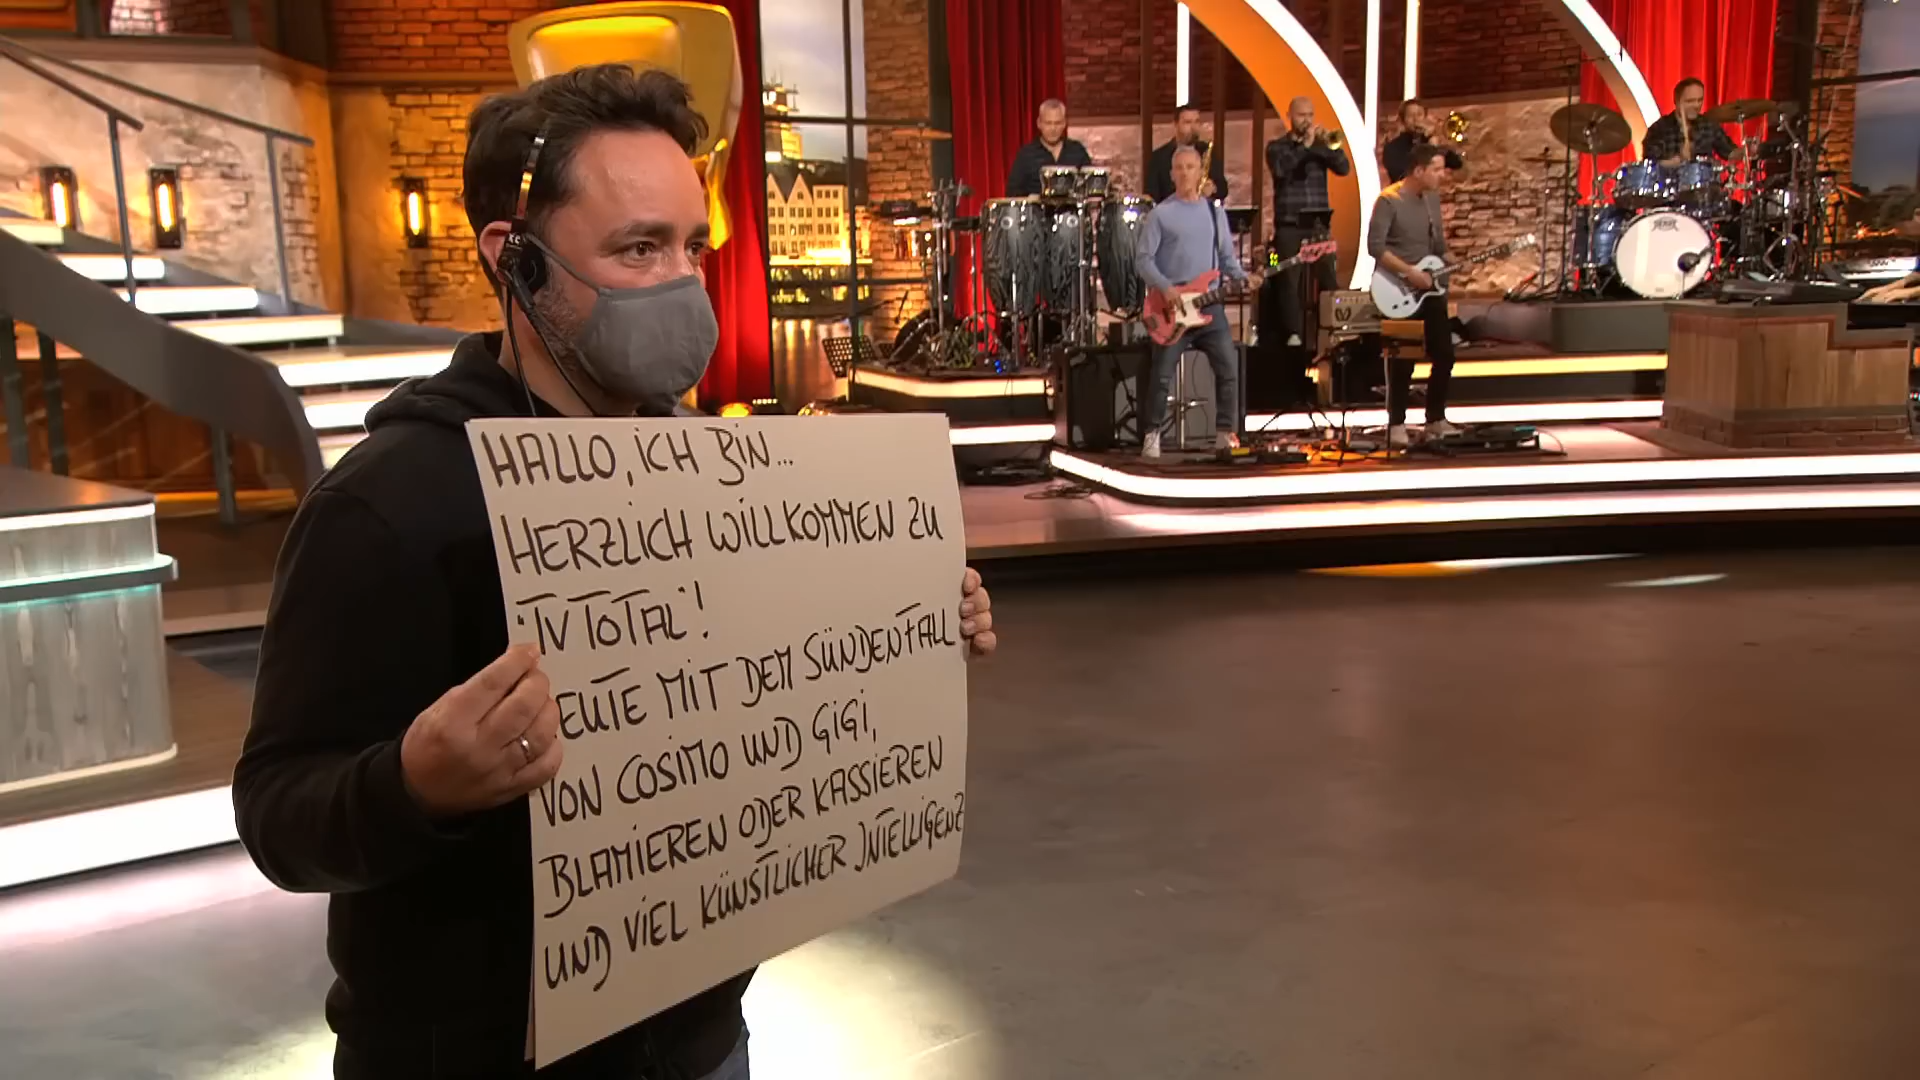 HALLO, iCH BiN...
HERZLiCH WiLLKOMMEN ZU
"TV TOTAL"!
EUTE MiT DEM SÜNDENFALL
VON COSiMO UND GiGi,
BLAMiEREN ODER KASSiEREN
UND ViEL KÜNSTLiCHER INTELLiGENZ